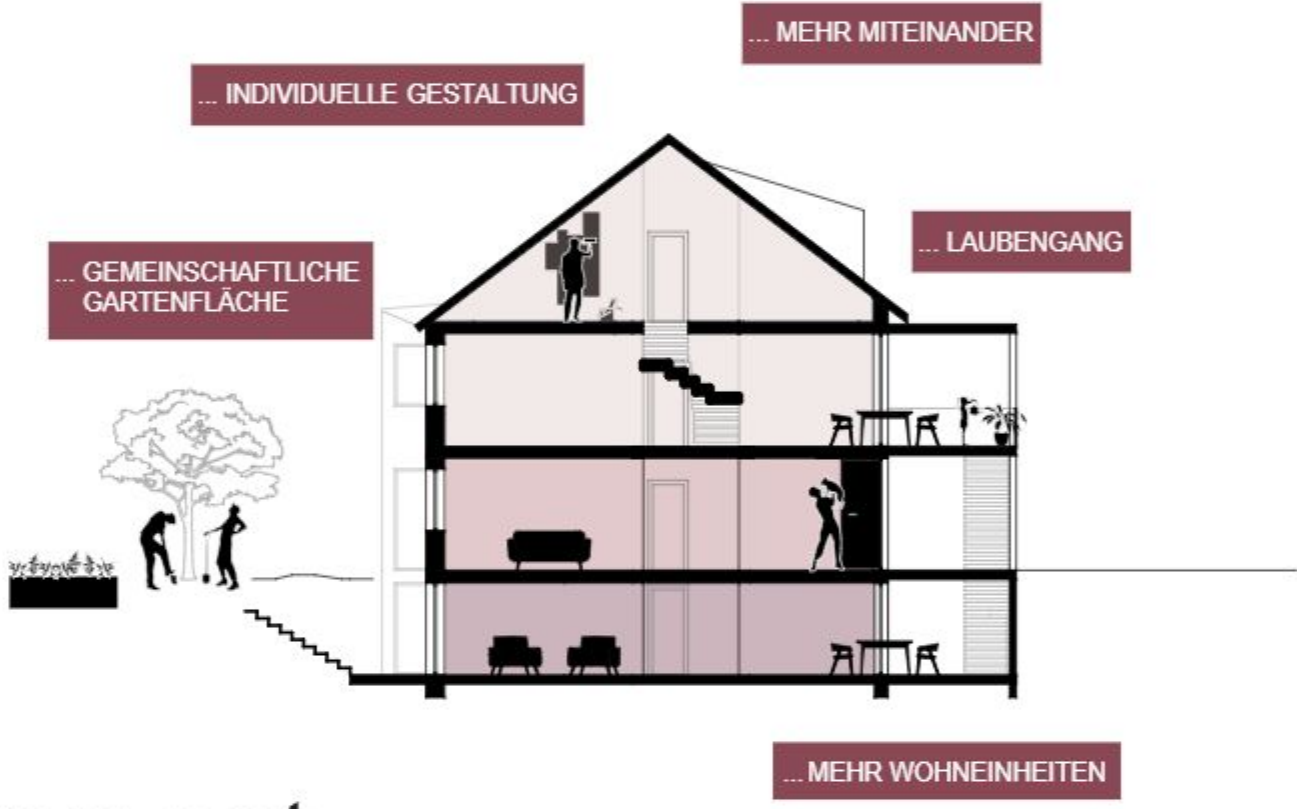 ... MEHR MITEINANDER
... INDIVIDUELLE GESTALTUNG
... LAUBENGANG
... GEMEINSCHAFTLICHE
GARTENFLÄCHE
... MEHR WOHNEINHEITEN